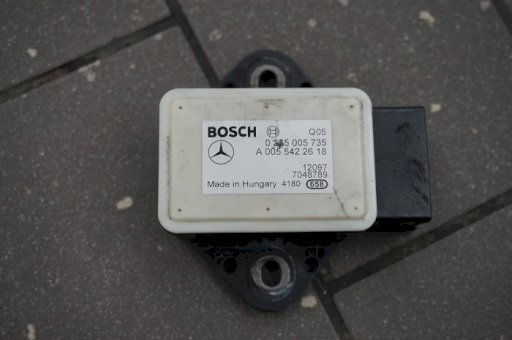 BOSCH Q05
0 265 005 735
A 005 542 26 18
12097
7048789
Made in Hungary 4180 658